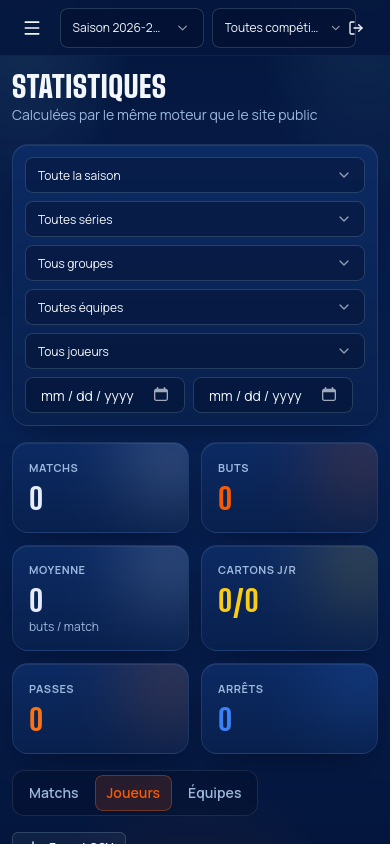 Saison 2026-2...
Toutes compéti...
STATISTIQUES
Calculées par le même moteur que le site public
Toute la saison
Toutes séries
Tous groupes
Toutes équipes
Tous joueurs
mm / dd / yyyy
mm / dd / yyyy
MATCHS
0
BUTS
0
MOYENNE
0
buts / match
CARTONS J/R
0/0
PASSES
0
ARRÊTS
0
Matchs
Joueurs
Équipes